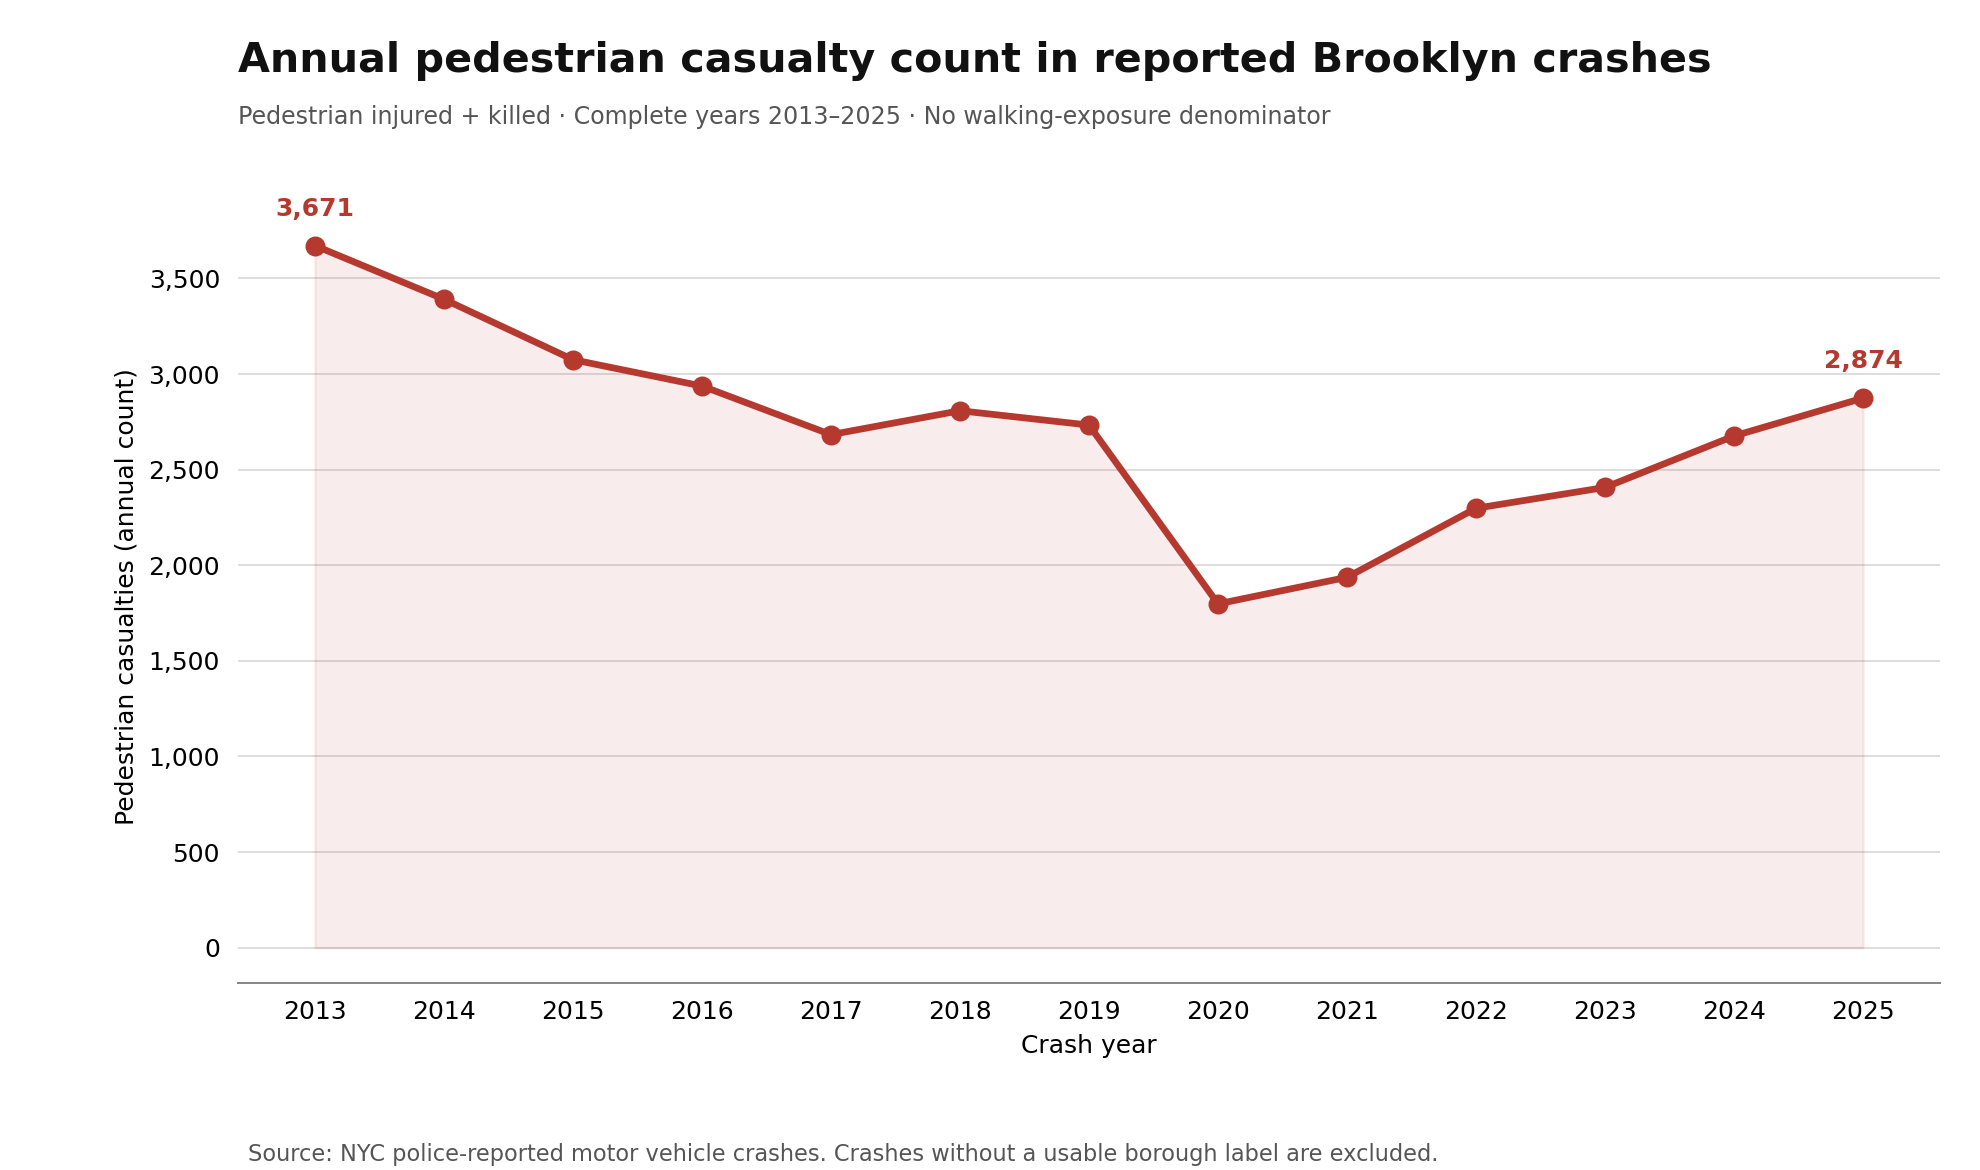 Annual pedestrian casualty count in reported Brooklyn crashes
Pedestrian injured + killed · Complete years 2013–2025 · No walking-exposure denominator
3,671
2,874
Pedestrian casualties (annual count)
3,500
3,000
2,500
2,000
1,500
1,000
500
0
2013 2014 2015 2016 2017 2018 2019 2020 2021 2022 2023 2024 2025
Crash year
Source: NYC police-reported motor vehicle crashes. Crashes without a usable borough label are excluded.